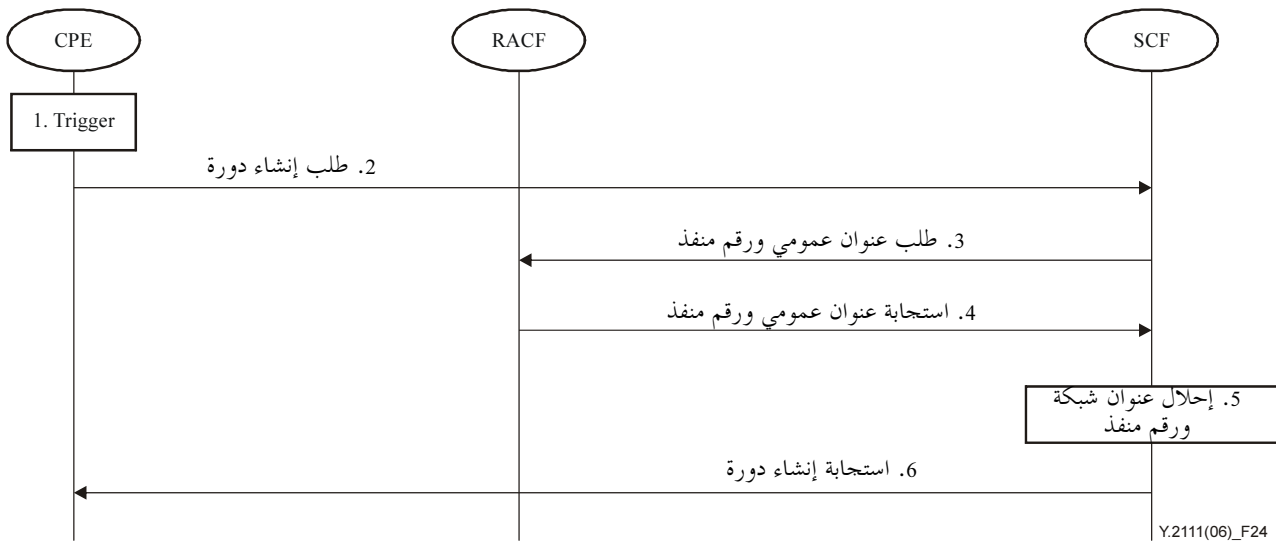 CPE
RACF
SCF
1. Trigger
2. طلب إنشاء دورة
3. طلب عنوان عمومي ورقم منفذ
4. استجابة عنوان عمومي ورقم منفذ
5. إحلال عنوان شبكة
ورقم منفذ
6. استجابة إنشاء دورة
Y.2111(06)_F24